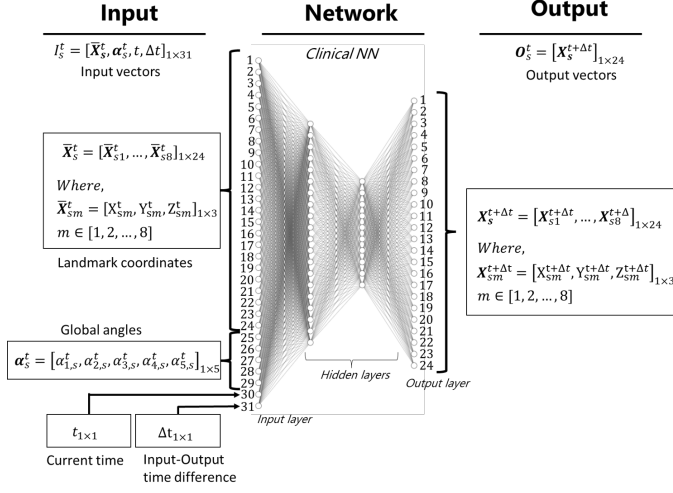 Input
Network
Output
I_s^t = [X̄_s^t, α_s^t, t, Δt]_{1×31}
Input vectors
Clinical NN
O_s^t = [X_s^{t+Δt}]_{1×24}
Output vectors
X̄_s^t = [X̄_{s1}^t, ..., X̄_{s8}^t]_{1×24}
Where,
X̄_{sm}^t = [X_{sm}^t, Y_{sm}^t, Z_{sm}^t]_{1×3}
m ∈ [1, 2, ..., 8]
Landmark coordinates
Global angles
α_s^t = [α_{1,s}^t, α_{2,s}^t, α_{3,s}^t, α_{4,s}^t, α_{5,s}^t]_{1×5}
t_{1×1}
Δt_{1×1}
Current time
Input-Output
time difference
1
2
3
4
5
6
7
8
9
10
11
12
13
14
15
16
17
18
19
20
21
22
23
24
25
26
27
28
29
30
31
Input layer
Hidden layers
1
2
3
4
5
6
7
8
9
10
11
12
13
14
15
16
17
18
19
20
21
22
23
24
Output layer
X_s^{t+Δt} = [X_{s1}^{t+Δt}, ..., X_{s8}^{t+Δ}]_{1×24}
Where,
X_{sm}^{t+Δt} = [X_{sm}^{t+Δt}, Y_{sm}^{t+Δt}, Z_{sm}^{t+Δt}]_{1×3}
m ∈ [1, 2, ..., 8]